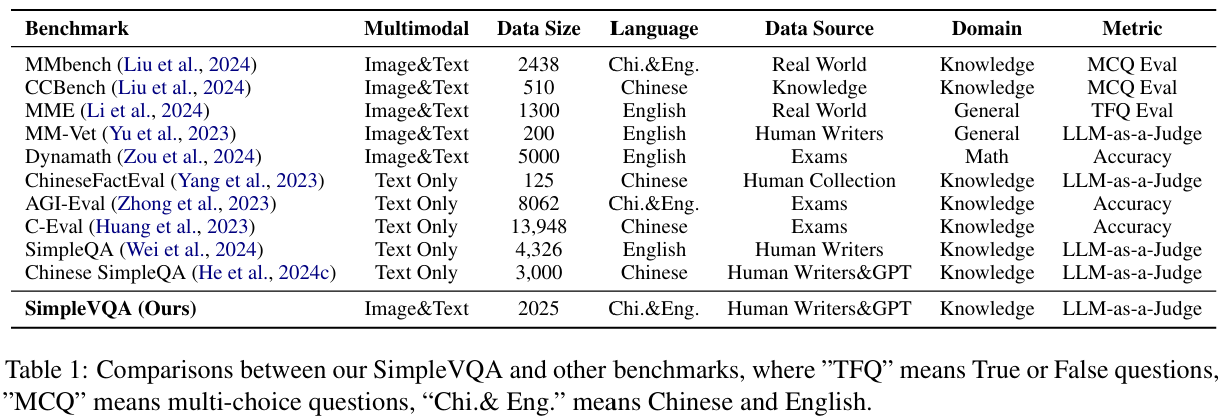 Benchmark Multimodal Data Size Language Data Source Domain Metric
MMbench (Liu et al., 2024) Image&Text 2438 Chi.&Eng. Real World Knowledge MCQ Eval
CCBench (Liu et al., 2024) Image&Text 510 Chinese Knowledge Knowledge MCQ Eval
MME (Li et al., 2024) Image&Text 1300 English Real World General TFQ Eval
MM-Vet (Yu et al., 2023) Image&Text 200 English Human Writers General LLM-as-a-Judge
Dynamath (Zou et al., 2024) Image&Text 5000 English Exams Math Accuracy
ChineseFactEval (Yang et al., 2023) Text Only 125 Chinese Human Collection Knowledge LLM-as-a-Judge
AGI-Eval (Zhong et al., 2023) Text Only 8062 Chi.&Eng. Exams Knowledge Accuracy
C-Eval (Huang et al., 2023) Text Only 13,948 Chinese Exams Knowledge Accuracy
SimpleQA (Wei et al., 2024) Text Only 4,326 English Human Writers Knowledge LLM-as-a-Judge
Chinese SimpleQA (He et al., 2024c) Text Only 3,000 Chinese Human Writers&GPT Knowledge LLM-as-a-Judge
SimpleVQA (Ours) Image&Text 2025 Chi.&Eng. Human Writers&GPT Knowledge LLM-as-a-Judge
Table 1: Comparisons between our SimpleVQA and other benchmarks, where ”TFQ” means True or False questions,
”MCQ” means multi-choice questions, “Chi.& Eng.” means Chinese and English.